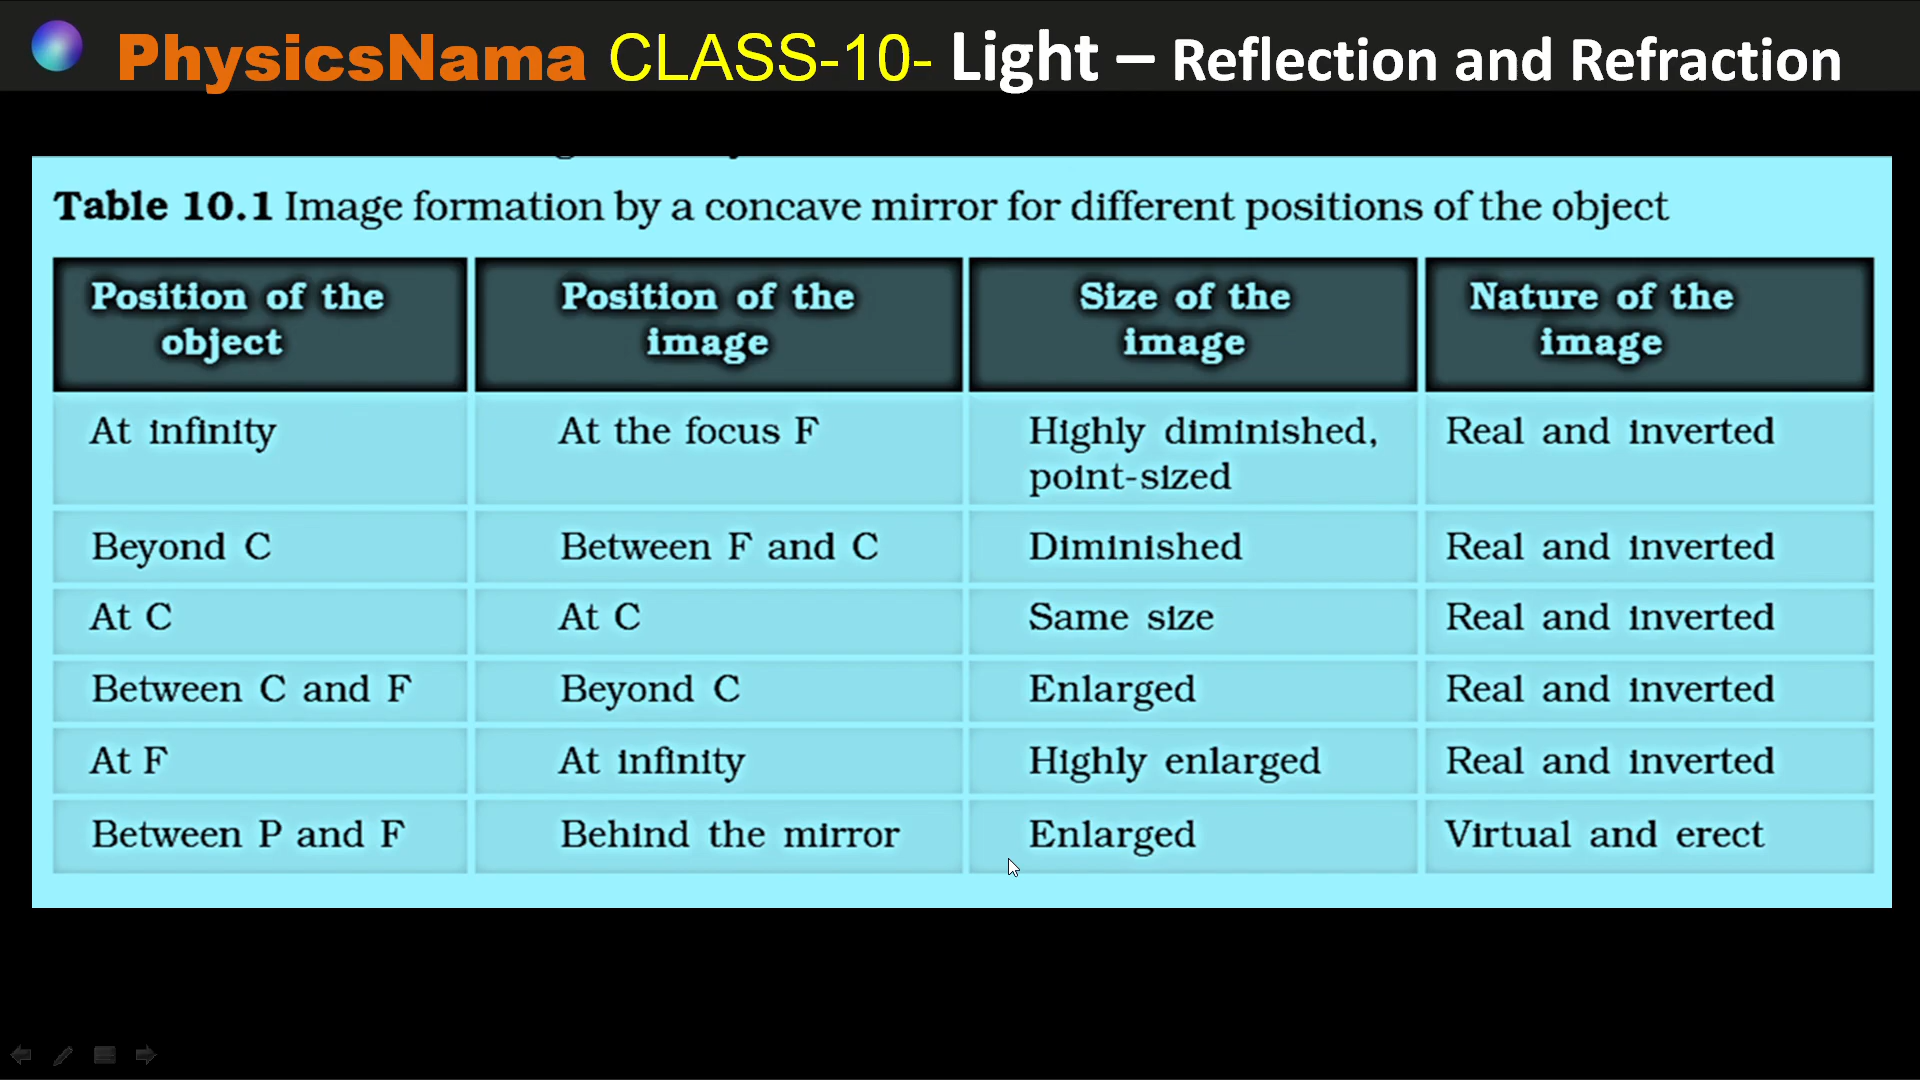 PhysicsNama CLASS-10- Light – Reflection and Refraction
Table 10.1 Image formation by a concave mirror for different positions of the object
Position of the object
Position of the image
Size of the image
Nature of the image
At infinity
At the focus F
Highly diminished,
point-sized
Real and inverted
Beyond C
Between F and C
Diminished
Real and inverted
At C
At C
Same size
Real and inverted
Between C and F
Beyond C
Enlarged
Real and inverted
At F
At infinity
Highly enlarged
Real and inverted
Between P and F
Behind the mirror
Enlarged
Virtual and erect